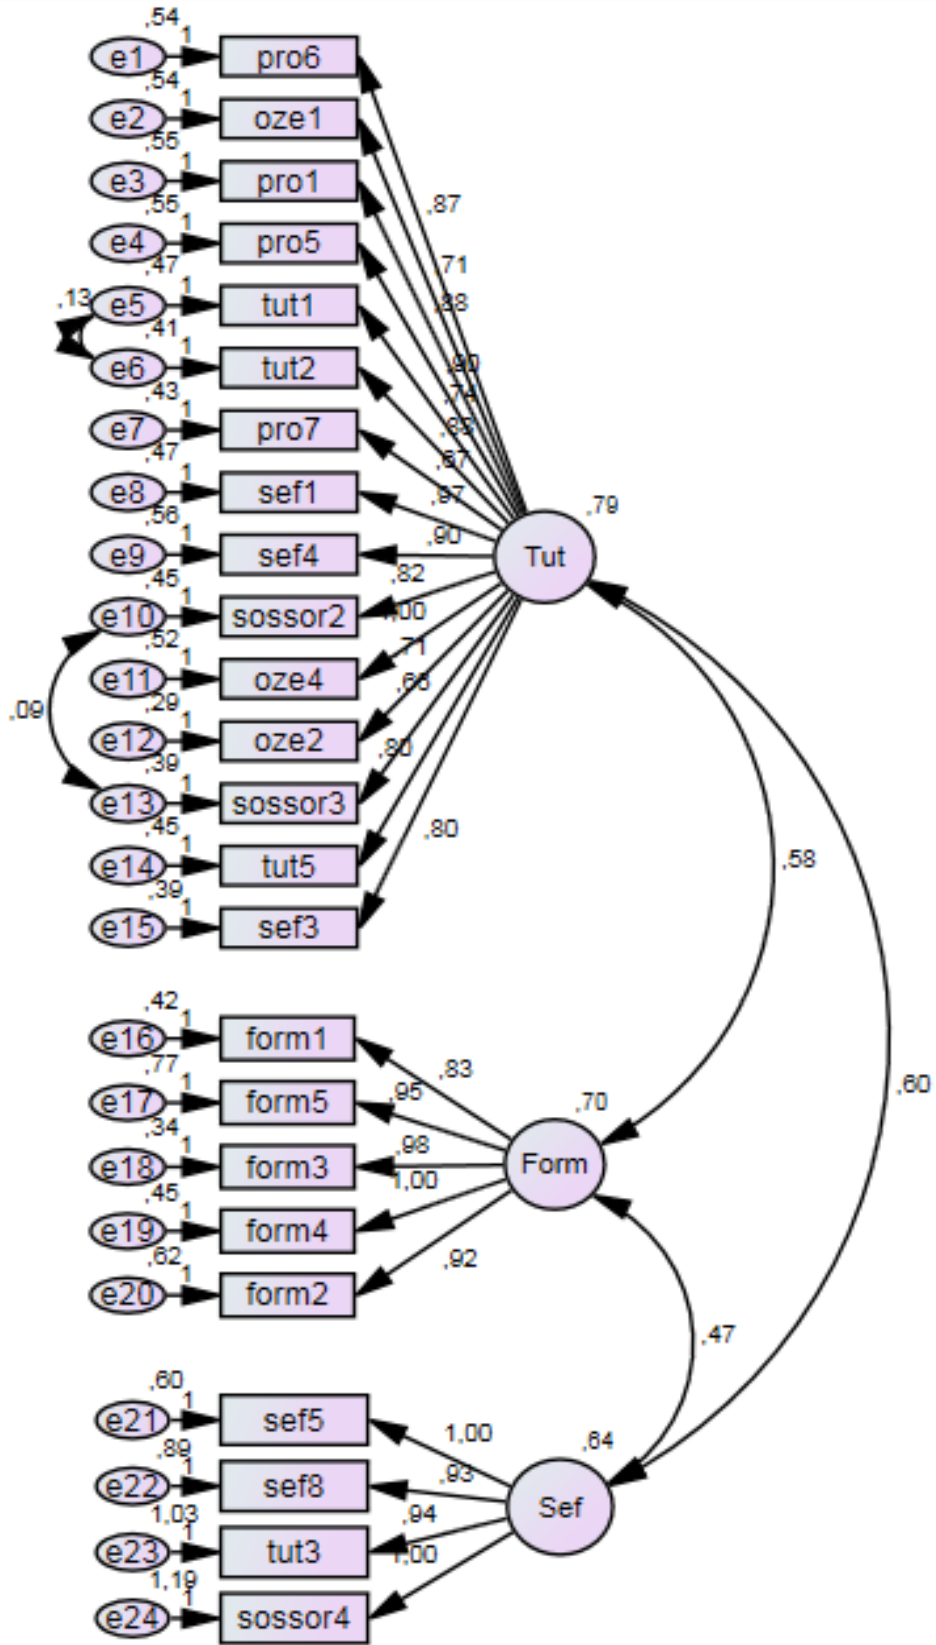 ,54
e1 1 pro6
,54
e2 1 oze1
,55
e3 1 pro1
,87
,55
e4 1 pro5
,71
,47
,13 e5 1 tut1
,88
,41
e6 1 tut2
,90
,43
,74
e7 1 pro7
,83
,47
,87
e8 1 sef1
,97
,56
,79
e9 1 sef4
,90
Tut
,45
,82
e10 1 sossor2
1,00
,52
,71
e11 1 oze4
,29
,09
e12 1 oze2
,80
,39
e13 1 sossor3
,45
,80
e14 1 tut5
,58
,39
e15 1 sef3
,42
e16 1 form1
,83
,77
,95
,70
,60
e17 1 form5
,34
,98
e18 1 form3
Form
,45
1,00
e19 1 form4
,62
,92
e20 1 form2
,47
,60
e21 1 sef5
1,00
,64
,89
,93
e22 1 sef8
Sef
1,03
,94
e23 1 tut3
1,00
1,19
e24 1 sossor4